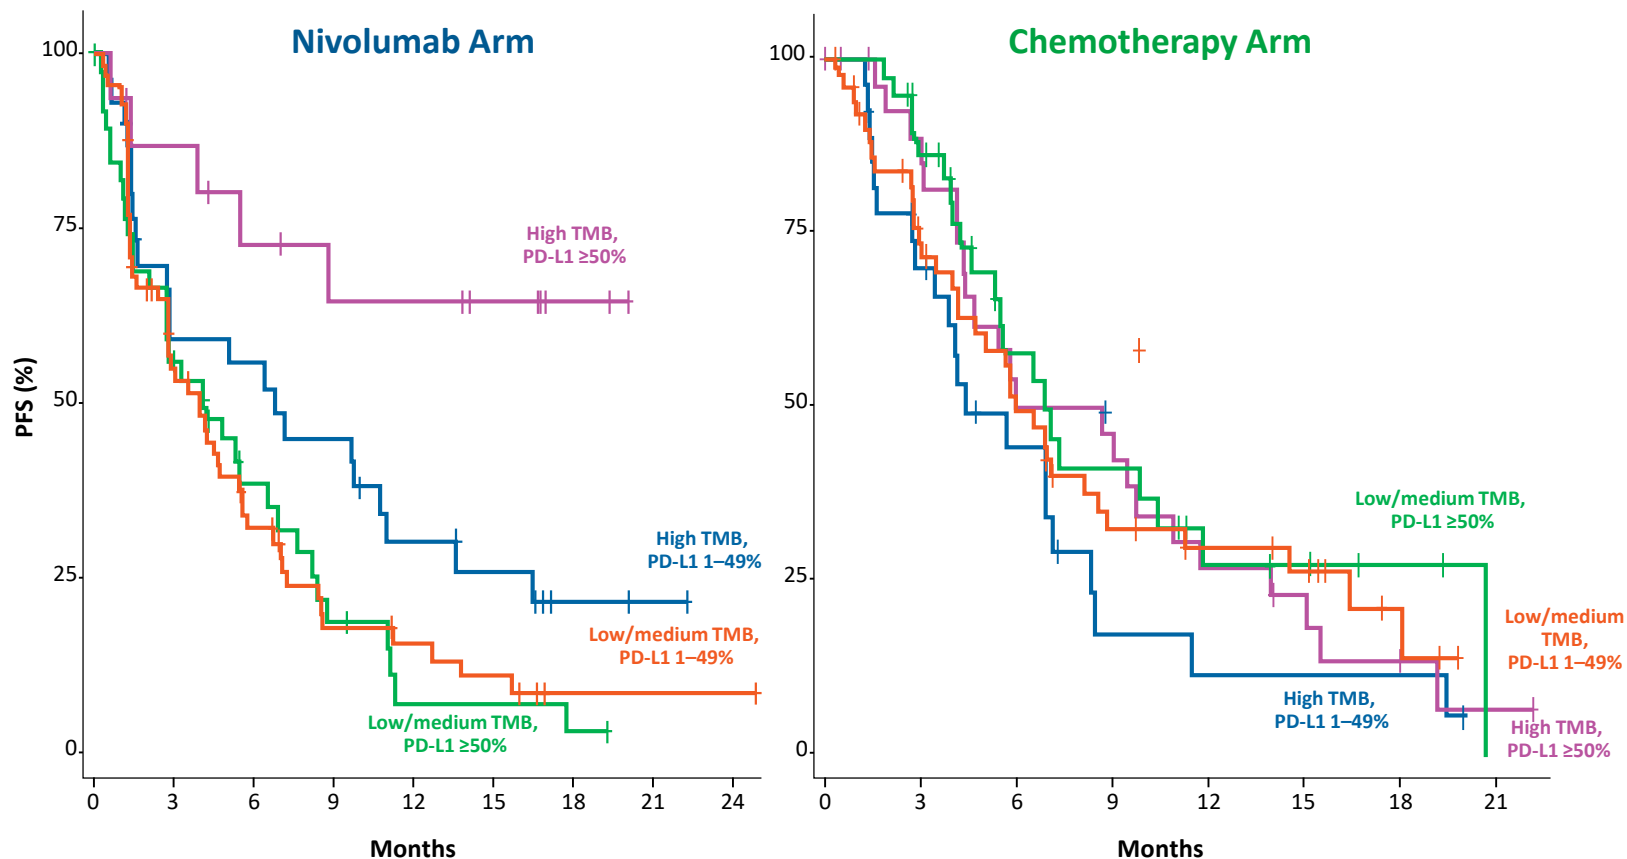 Nivolumab Arm
100
75
50
25
0
PFS (%)
High TMB,
PD-L1 ≥50%
High TMB,
PD-L1 1–49%
Low/medium TMB,
PD-L1 1–49%
Low/medium TMB,
PD-L1 ≥50%
0 3 6 9 12 15 18 21 24
Months
Chemotherapy Arm
100
75
50
25
0
Low/medium TMB,
PD-L1 ≥50%
Low/medium
TMB,
PD-L1 1–49%
High TMB,
PD-L1 1–49%
High TMB,
PD-L1 ≥50%
0 3 6 9 12 15 18 21
Months